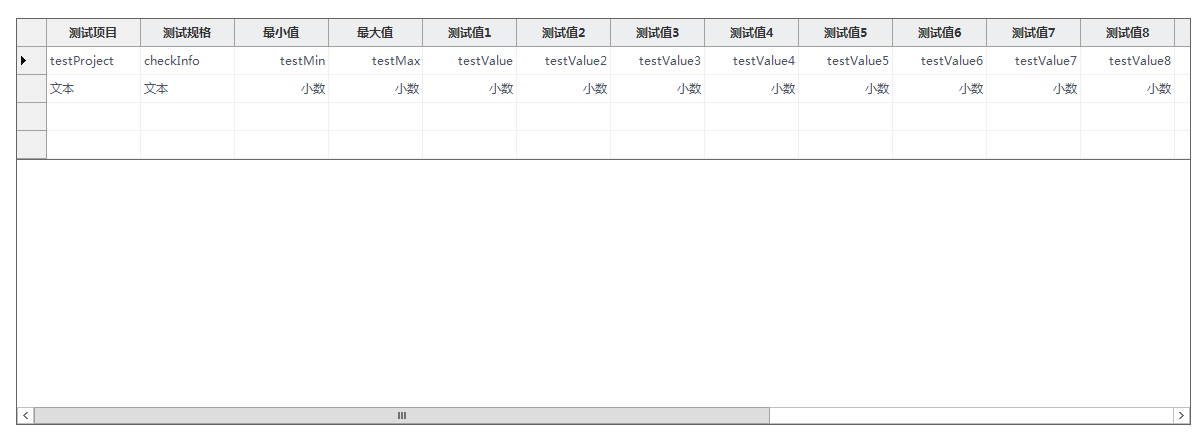 测试项目 测试规格 最小值 最大值 测试值1 测试值2 测试值3 测试值4 测试值5 测试值6 测试值7 测试值8
testProject checkInfo testMin testMax testValue testValue2 testValue3 testValue4 testValue5 testValue6 testValue7 testValue8
文本 文本 小数 小数 小数 小数 小数 小数 小数 小数 小数 小数